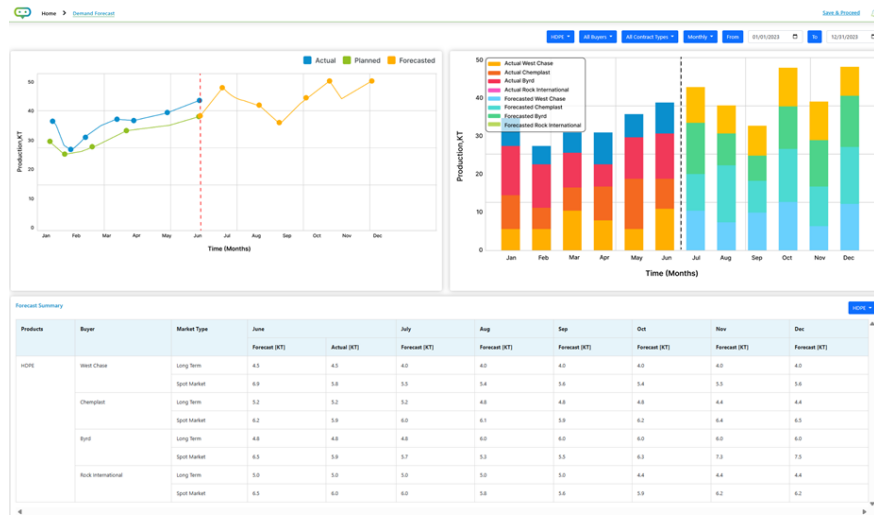 Home > Demand Forecast
Save & Proceed
HDPE All Buyers All Contract Types Monthly From 01/01/2023 To 12/31/2023
Actual Planned Forecasted
50
40
30
20
10
0
Production,KT
Jan Feb Mar Apr May Jun Jul Aug Sep Oct Nov Dec
Time (Months)
Actual West Chase
Actual Chemplast
Actual Byrd
Actual Rock International
Forecasted West Chase
Forecasted Chemplast
Forecasted Byrd
Forecasted Rock International
50
40
30
20
10
0
Production,KT
Jan Feb Mar Apr May Jun Jul Aug Sep Oct Nov Dec
Time (Months)
Forecast Summary
HDPE
Products Buyer Market Type June July Aug Sep Oct Nov Dec
Forecast [KT] Actual [KT] Forecast [KT] Forecast [KT] Forecast [KT] Forecast [KT] Forecast [KT] Forecast [KT]
HDPE West Chase Long Term 4.5 4.5 4.0 4.0 4.0 4.0 4.0 4.0
Spot Market 6.9 5.8 5.5 5.4 5.6 5.4 5.5 5.6
Chemplast Long Term 5.2 5.2 5.2 4.8 4.8 4.8 4.4 4.4
Spot Market 6.2 5.9 6.0 6.1 5.9 6.2 6.4 6.5
Byrd Long Term 4.8 4.8 4.8 6.0 6.0 6.0 6.0 6.0
Spot Market 6.5 5.9 5.7 5.3 5.5 6.3 7.3 7.5
Rock International Long Term 5.0 5.0 5.0 5.0 5.0 4.4 4.4 4.4
Spot Market 6.5 6.0 6.0 5.8 5.6 5.9 6.2 6.2